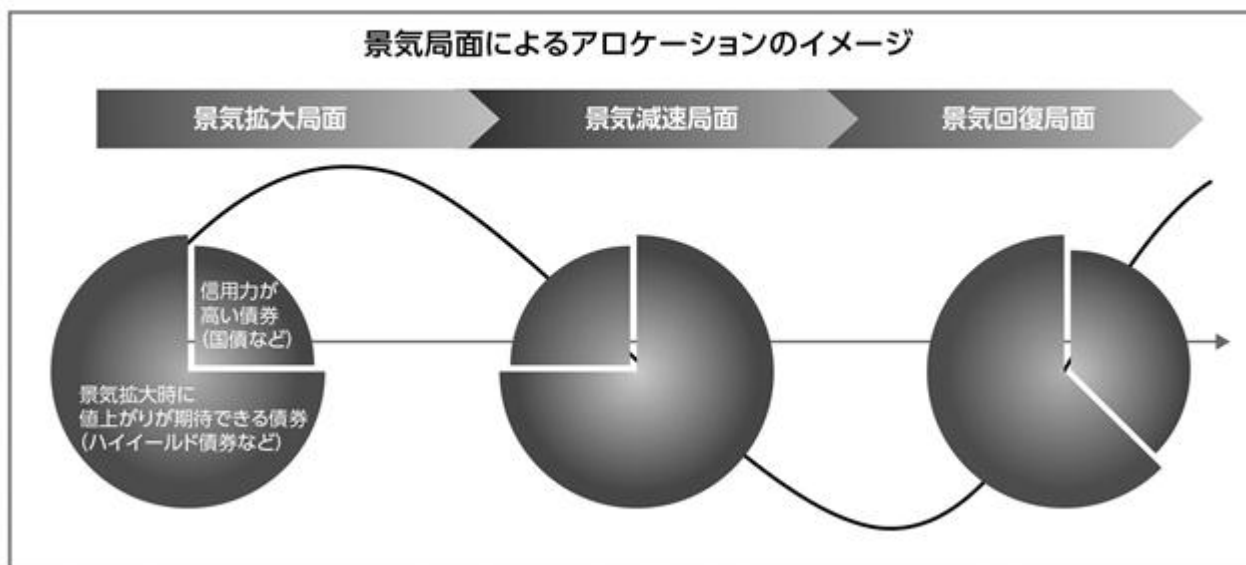 景気局面によるアロケーションのイメージ
景気拡大局面
景気減速局面
景気回復局面
信用力が
高い債券
(国債など)
景気拡大時に
値上がりが期待できる債券
(ハイイールド債券など)